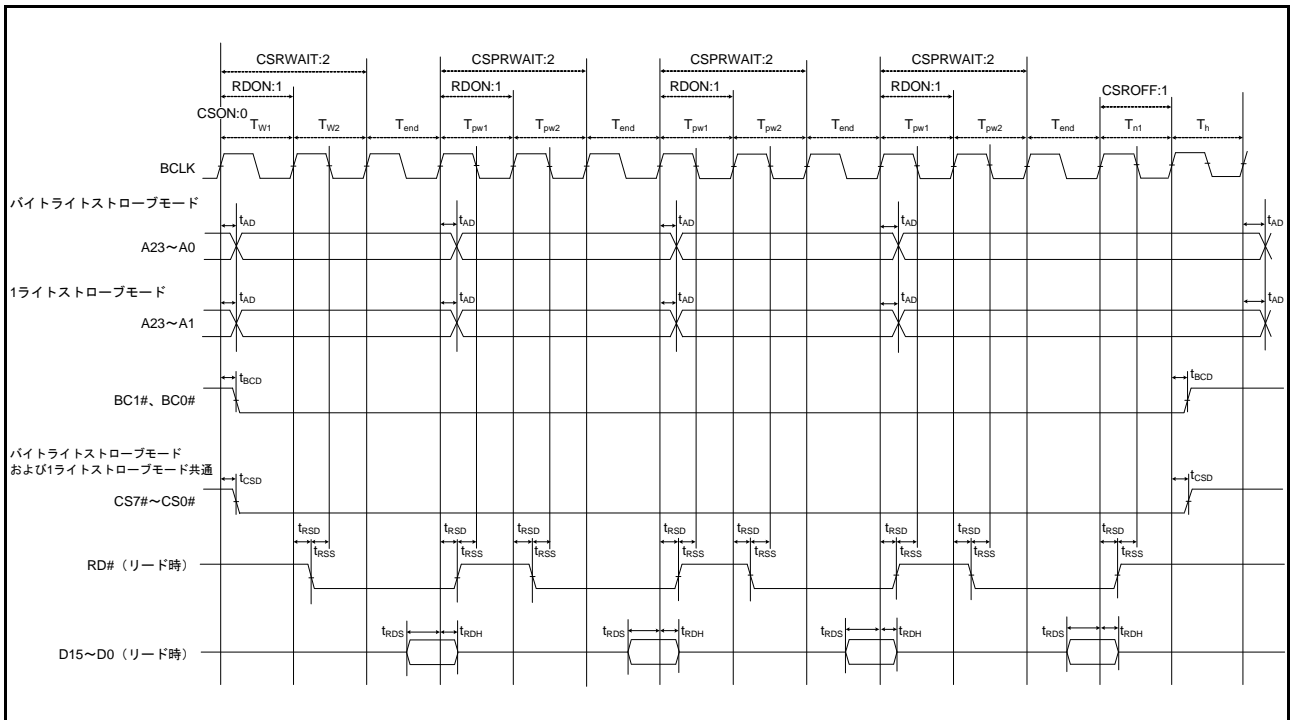 CSRWAIT:2 CSPRWAIT:2 CSPRWAIT:2 CSPRWAIT:2
RDON:1 RDON:1 RDON:1 RDON:1 CSROFF:1
CSON:0
TW1 TW2 Tend Tpw1 Tpw2 Tend Tpw1 Tpw2 Tend Tpw1 Tpw2 Tend Tn1 Th
BCLK
バイトライトストローブモード
tAD tAD tAD tAD tAD
A23～A0
1ライトストローブモード
tAD tAD tAD tAD tAD
A23～A1
tBCD tBCD
BC1#、BC0#
バイトライトストローブモード
および1ライトストローブモード共通
tCSD tCSD
CS7#～CS0#
tRSD tRSD tRSD tRSD tRSD tRSD tRSD tRSD
tRSS tRSS tRSS tRSS tRSS tRSS tRSS tRSS
RD#（リード時）
tRDS tRDH tRDS tRDH tRDS tRDH tRDS tRDH
D15～D0（リード時）